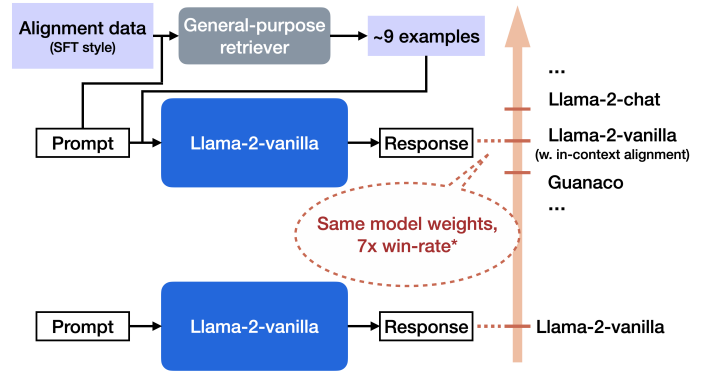 Alignment data
(SFT style)
General-purpose
retriever
~9 examples
...
Llama-2-chat
Prompt
Llama-2-vanilla
Response
Llama-2-vanilla
(w. in-context alignment)
Guanaco
...
Same model weights,
7x win-rate*
Prompt
Llama-2-vanilla
Response
Llama-2-vanilla